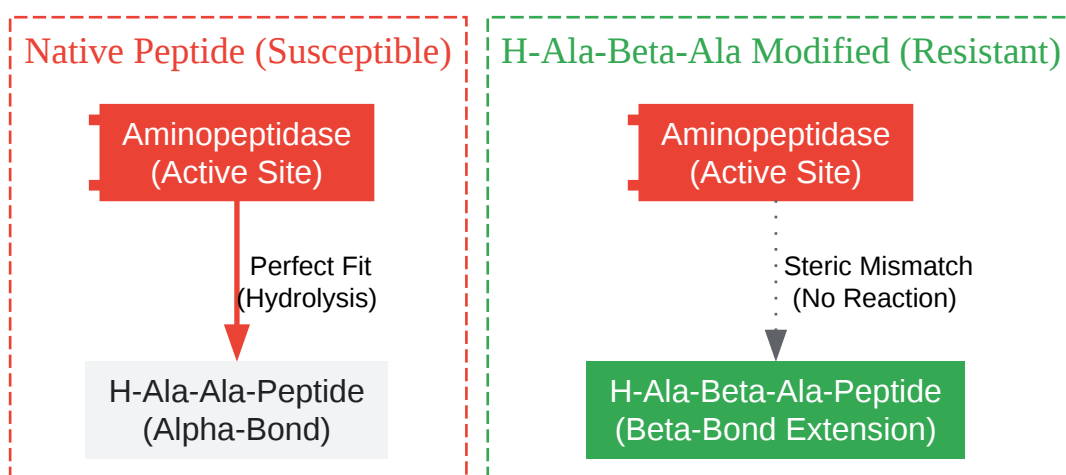 Native Peptide (Susceptible)
Aminopeptidase
(Active Site)
Perfect Fit
(Hydrolysis)
H-Ala-Ala-Peptide
(Alpha-Bond)
H-Ala-Beta-Ala Modified (Resistant)
Aminopeptidase
(Active Site)
Steric Mismatch
(No Reaction)
H-Ala-Beta-Ala-Peptide
(Beta-Bond Extension)